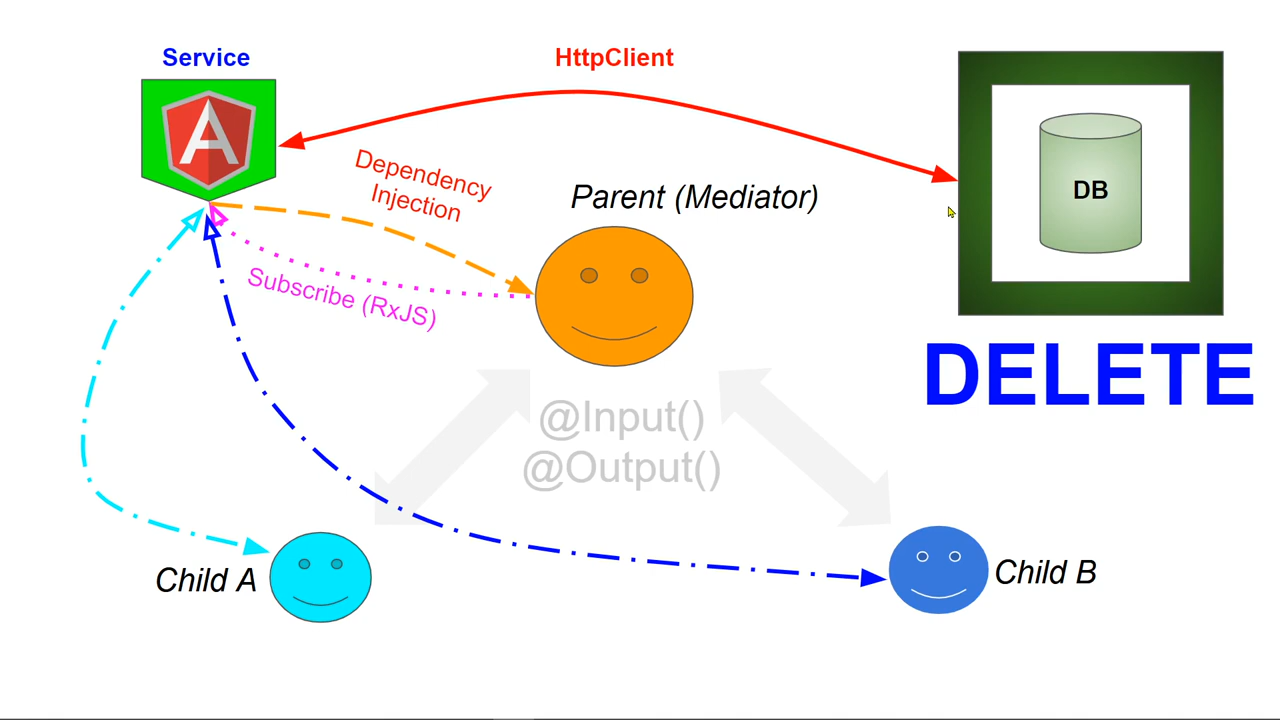 Service
HttpClient
A
DB
Dependency
Injection
Parent (Mediator)
Subscribe (RxJS)
DELETE
@Input()
@Output()
Child A
Child B